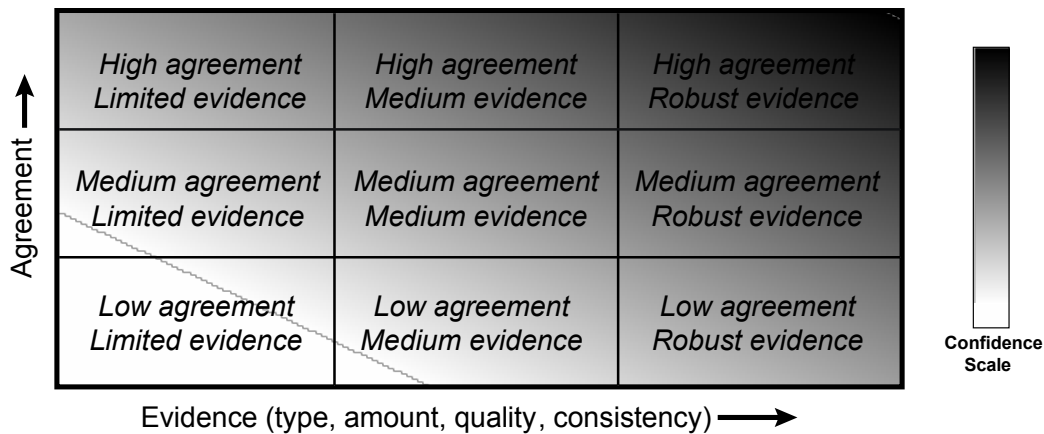 High agreement
Limited evidence
High agreement
Medium evidence
High agreement
Robust evidence
Medium agreement
Limited evidence
Medium agreement
Medium evidence
Medium agreement
Robust evidence
Low agreement
Limited evidence
Low agreement
Medium evidence
Low agreement
Robust evidence
Agreement
Evidence (type, amount, quality, consistency)
Confidence
Scale